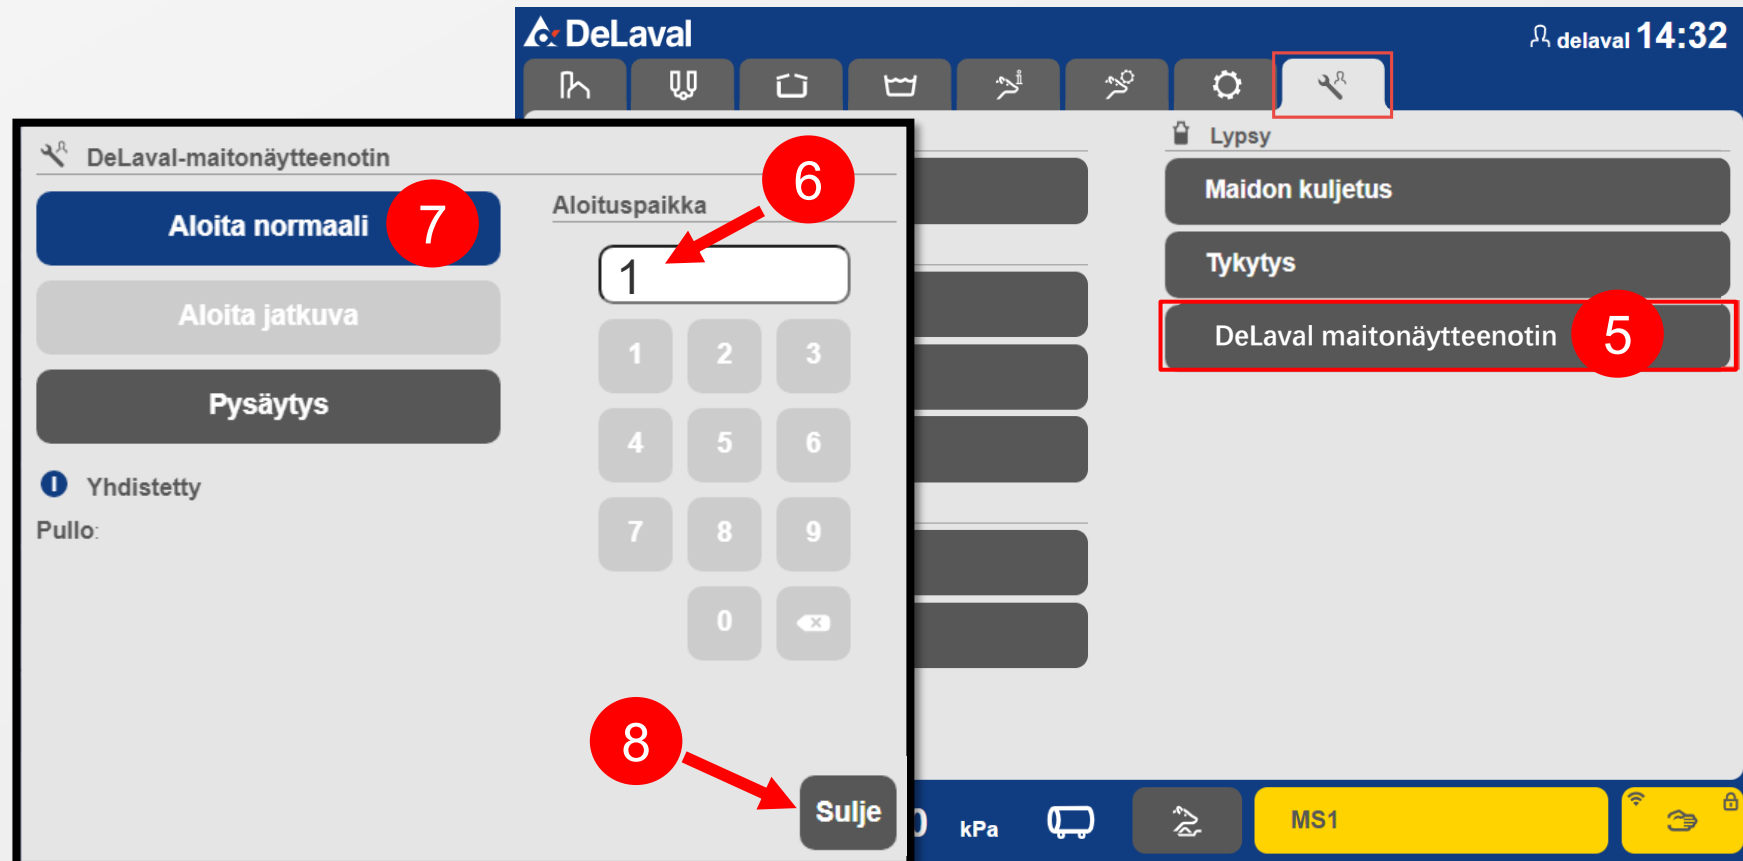 DeLaval
delaval 14:32
DeLaval-maitonäytteenotin
Aloita normaali
7
Aloita jatkuva
Pysäytys
Yhdistetty
Pullo:
Aloituspaikka
6
1
1 2 3
4 5 6
7 8 9
0
8
Sulje
Lypsy
Maidon kuljetus
Tykytys
DeLaval maitonäytteenotin
5
kPa
MS1